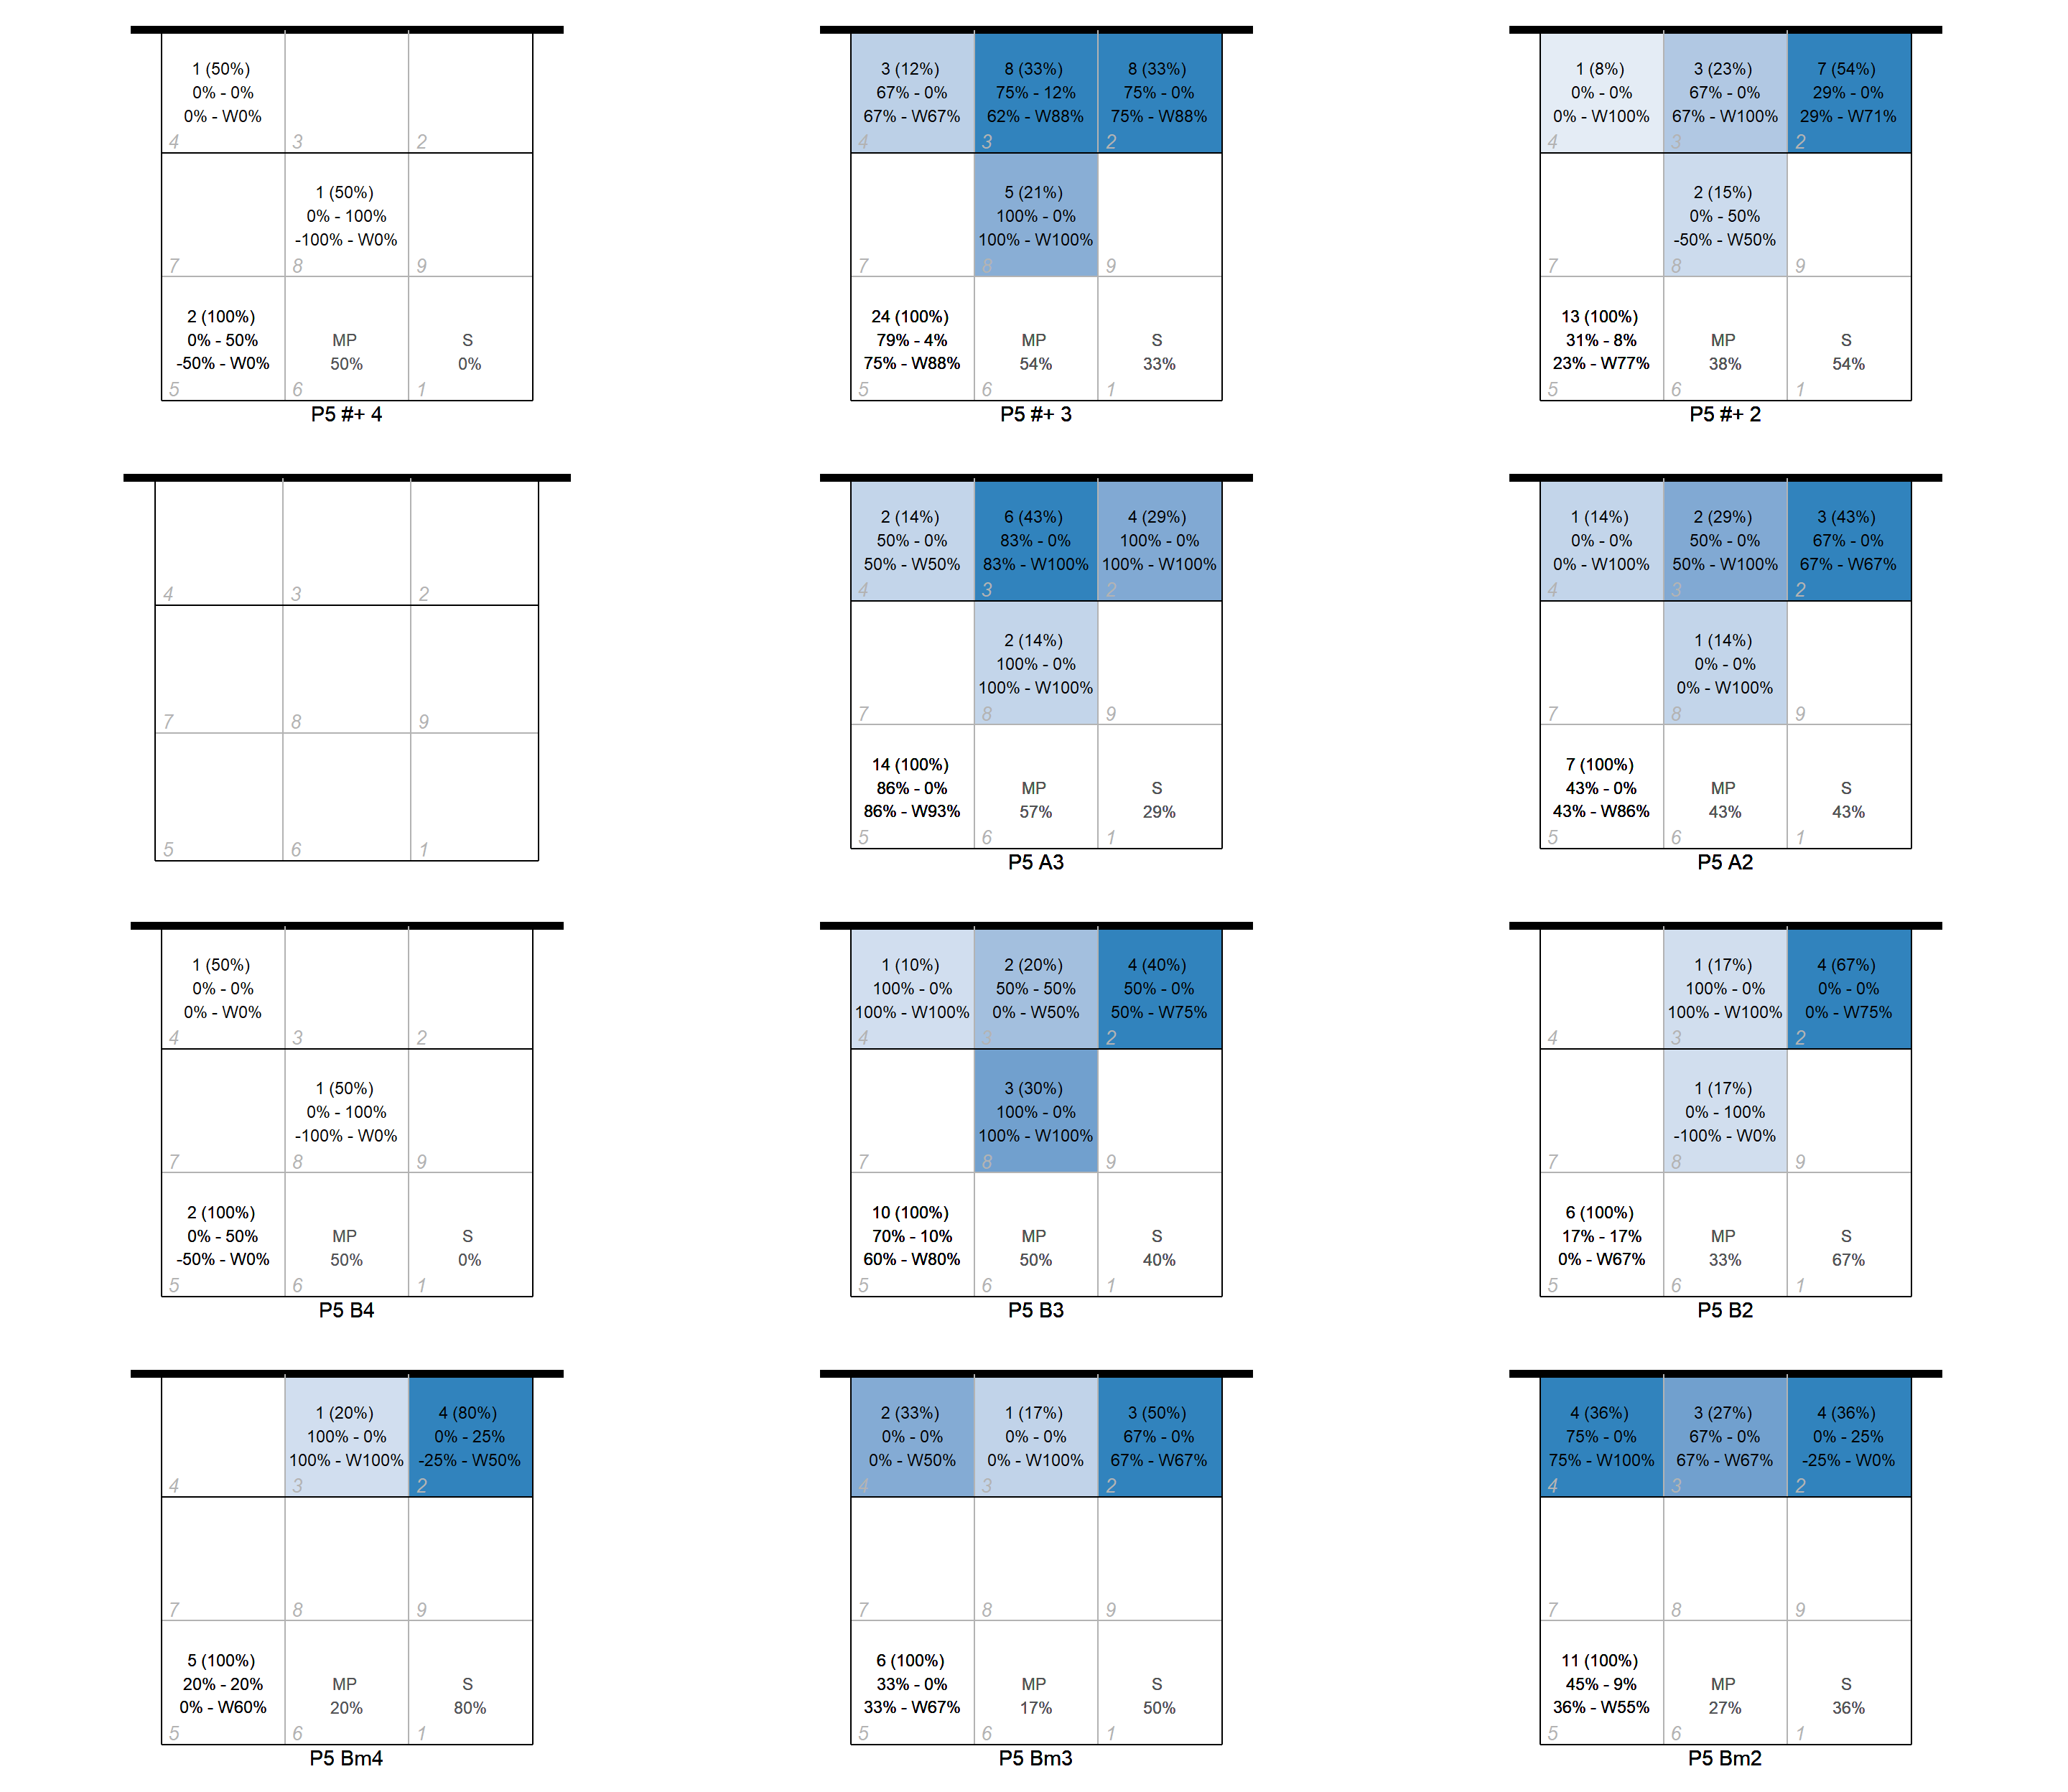 1 (50%)
0% - 0%
0% - W0%
4
3
2
1 (50%)
0% - 100%
-100% - W0%
7
8
9
2 (100%)
0% - 50%
-50% - W0%
MP
50%
S
0%
5
6
1
P5 #+ 4
3 (12%)
67% - 0%
67% - W67%
8 (33%)
75% - 12%
62% - W88%
8 (33%)
75% - 0%
75% - W88%
4
3
2
5 (21%)
100% - 0%
100% - W100%
7
8
9
24 (100%)
79% - 4%
75% - W88%
MP
54%
S
33%
5
6
1
P5 #+ 3
1 (8%)
0% - 0%
0% - W100%
3 (23%)
67% - 0%
67% - W100%
7 (54%)
29% - 0%
29% - W71%
4
3
2
2 (15%)
0% - 50%
-50% - W50%
7
8
9
13 (100%)
31% - 8%
23% - W77%
MP
38%
S
54%
5
6
1
P5 #+ 2
4
3
2
7
8
9
5
6
1
2 (14%)
50% - 0%
50% - W50%
6 (43%)
83% - 0%
83% - W100%
4 (29%)
100% - 0%
100% - W100%
4
3
2
2 (14%)
100% - 0%
100% - W100%
7
8
9
14 (100%)
86% - 0%
86% - W93%
MP
57%
S
29%
5
6
1
P5 A3
1 (14%)
0% - 0%
0% - W100%
2 (29%)
50% - 0%
50% - W100%
3 (43%)
67% - 0%
67% - W67%
4
3
2
1 (14%)
0% - 0%
0% - W100%
7
8
9
7 (100%)
43% - 0%
43% - W86%
MP
43%
S
43%
5
6
1
P5 A2
1 (50%)
0% - 0%
0% - W0%
4
3
2
1 (50%)
0% - 100%
-100% - W0%
7
8
9
2 (100%)
0% - 50%
-50% - W0%
MP
50%
S
0%
5
6
1
P5 B4
1 (10%)
100% - 0%
100% - W100%
2 (20%)
50% - 50%
0% - W50%
4 (40%)
50% - 0%
50% - W75%
4
3
2
3 (30%)
100% - 0%
100% - W100%
7
8
9
10 (100%)
70% - 10%
60% - W80%
MP
50%
S
40%
5
6
1
P5 B3
1 (17%)
100% - 0%
100% - W100%
4 (67%)
0% - 0%
0% - W75%
4
3
2
1 (17%)
0% - 100%
-100% - W0%
7
8
9
6 (100%)
17% - 17%
0% - W67%
MP
33%
S
67%
5
6
1
P5 B2
1 (20%)
100% - 0%
100% - W100%
4 (80%)
0% - 25%
-25% - W50%
4
3
2
7
8
9
5 (100%)
20% - 20%
0% - W60%
MP
20%
S
80%
5
6
1
P5 Bm4
2 (33%)
0% - 0%
0% - W50%
1 (17%)
0% - 0%
0% - W100%
3 (50%)
67% - 0%
67% - W67%
4
3
2
7
8
9
6 (100%)
33% - 0%
33% - W67%
MP
17%
S
50%
5
6
1
P5 Bm3
4 (36%)
75% - 0%
75% - W100%
3 (27%)
67% - 0%
67% - W67%
4 (36%)
0% - 25%
-25% - W0%
4
3
2
7
8
9
11 (100%)
45% - 9%
36% - W55%
MP
27%
S
36%
5
6
1
P5 Bm2